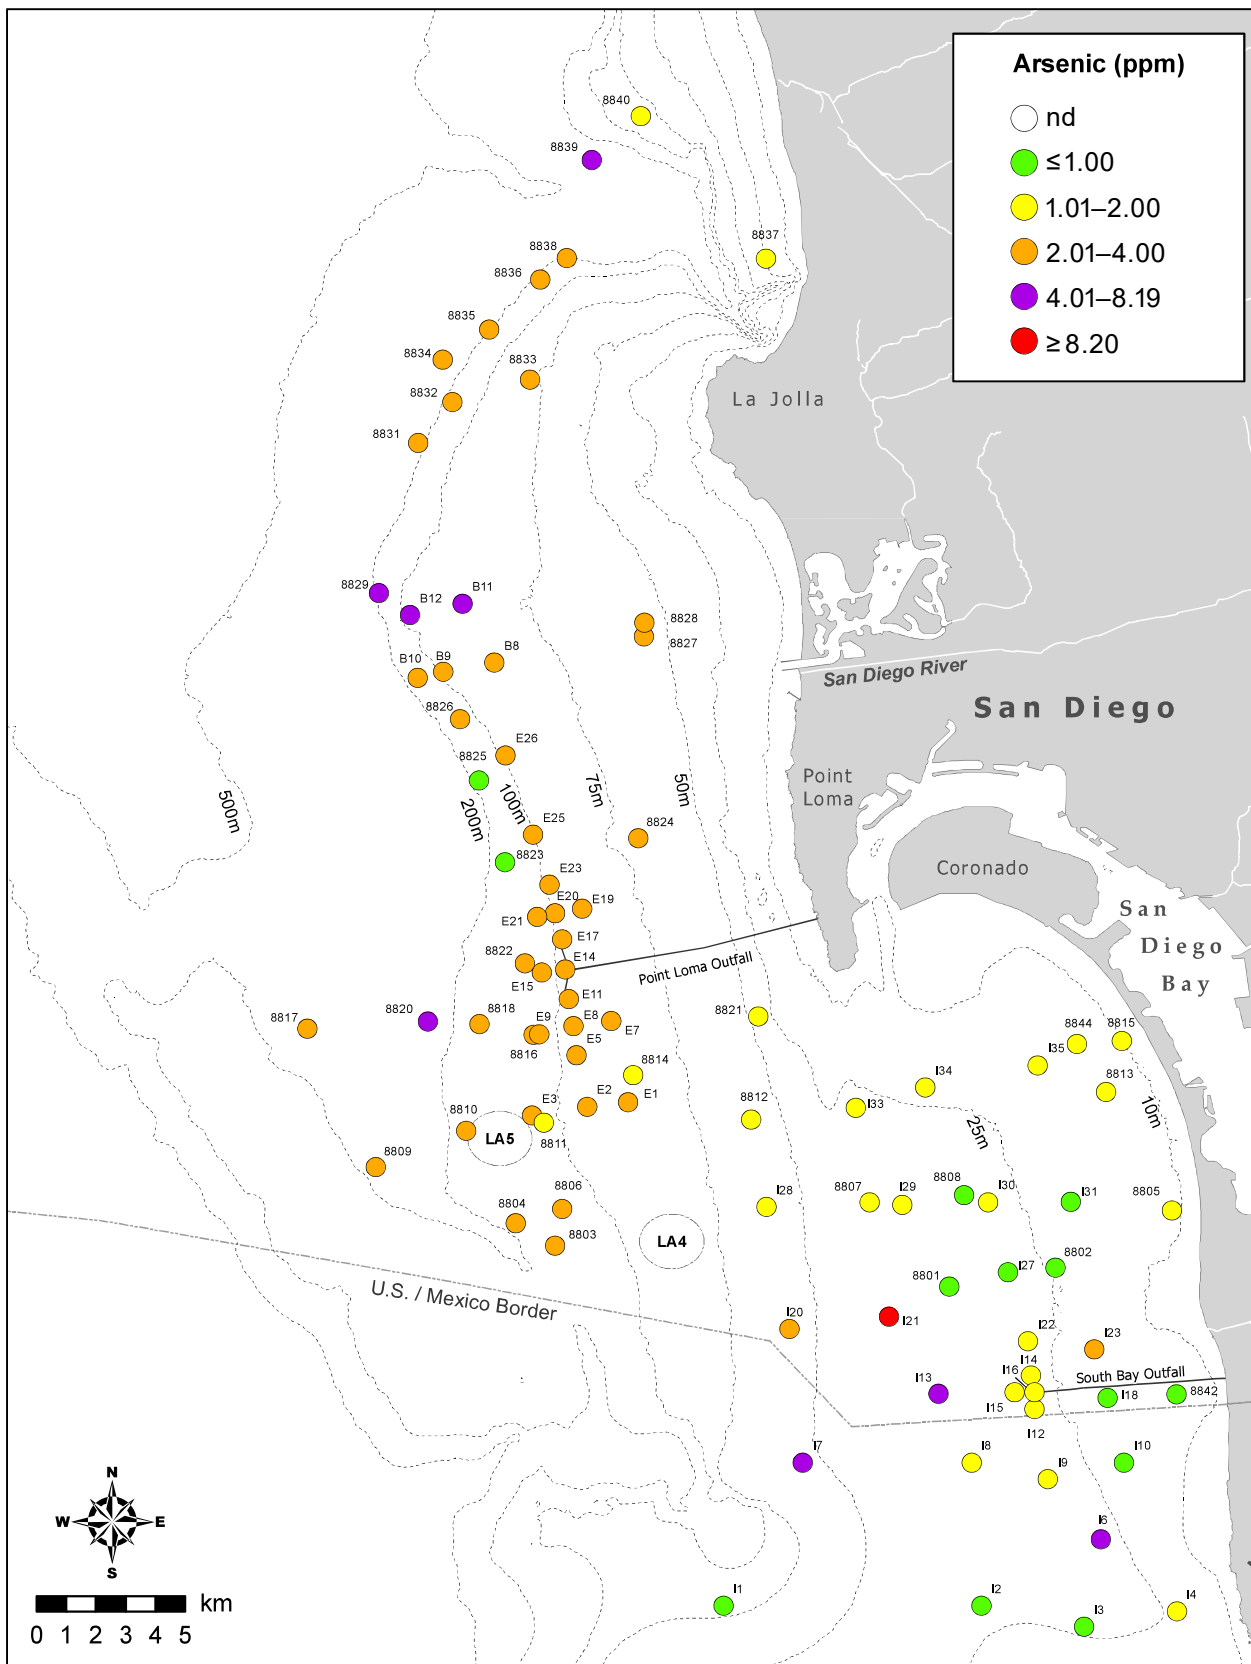 Arsenic (ppm)
nd
≤1.00
1.01–2.00
2.01–4.00
4.01–8.19
≥8.20
8840
8839
8837
8838
8836
8835
8834
8833
8832
8831
La Jolla
8829
B12
B11
8828
8827
B10
B9
B8
San Diego River
San Diego
8826
E26
8825
Point
Loma
500m
200m
100m
75m
50m
E25
8824
8823
Coronado
E23
E20
E19
E21
San
Diego
Bay
E17
8822
E14
E15
Point Loma Outfall
E11
8817
8820
8818
E9
E8
E7
8816
E5
8821
8844
8815
I35
8814
I34
8813
E3
E2
E1
8812
I33
25m
10m
8810
LA5
8811
8809
8806
8804
8803
I28
8807
I29
8808
I30
I31
8805
LA4
8802
I27
8801
U.S. / Mexico Border
I20
I21
I22
I23
I16
I14
I13
South Bay Outfall
I15
I18
8842
I12
I7
I8
I9
I10
I6
N
W
E
S
I1
I2
I3
I4
km
0 1 2 3 4 5